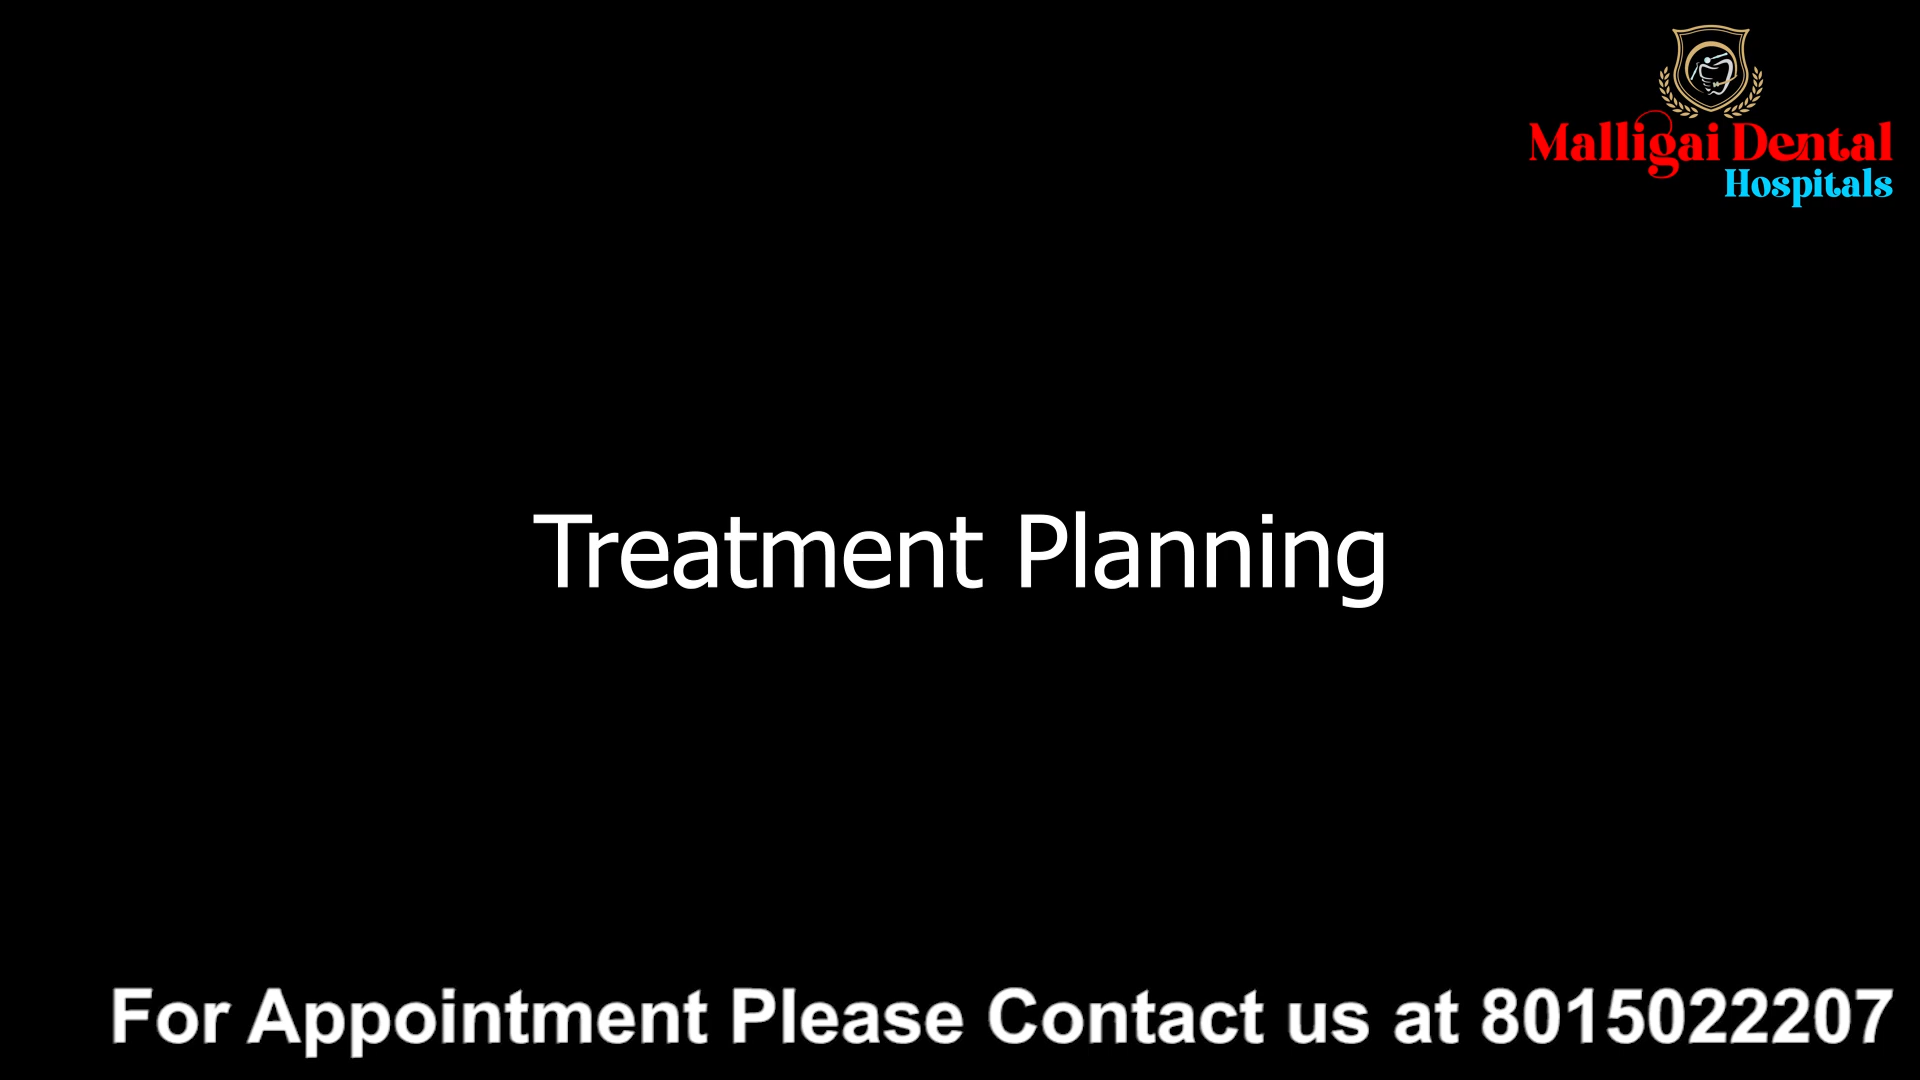 Malligai Dental
Hospitals
Treatment Planning
For Appointment Please Contact us at 8015022207